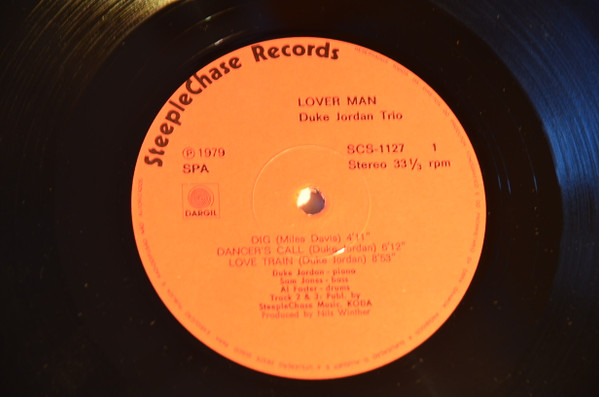 SteepleChase Records
LOVER MAN
Duke Jordan Trio
℗ 1979
SPA
SCS-1127 1
Stereo 33⅓ rpm
DARGIL
DIG (Miles Davis) 4'11"
DANCER'S CALL (Duke Jordan) 6'12"
LOVE TRAIN (Duke Jordan) 8'53"
Duke Jordan - piano
Sam Jones - bass
Al Foster - drums
Track 2 & 3: Publ. by
SteepleChase Music, KODA
Produced by Nils Winther